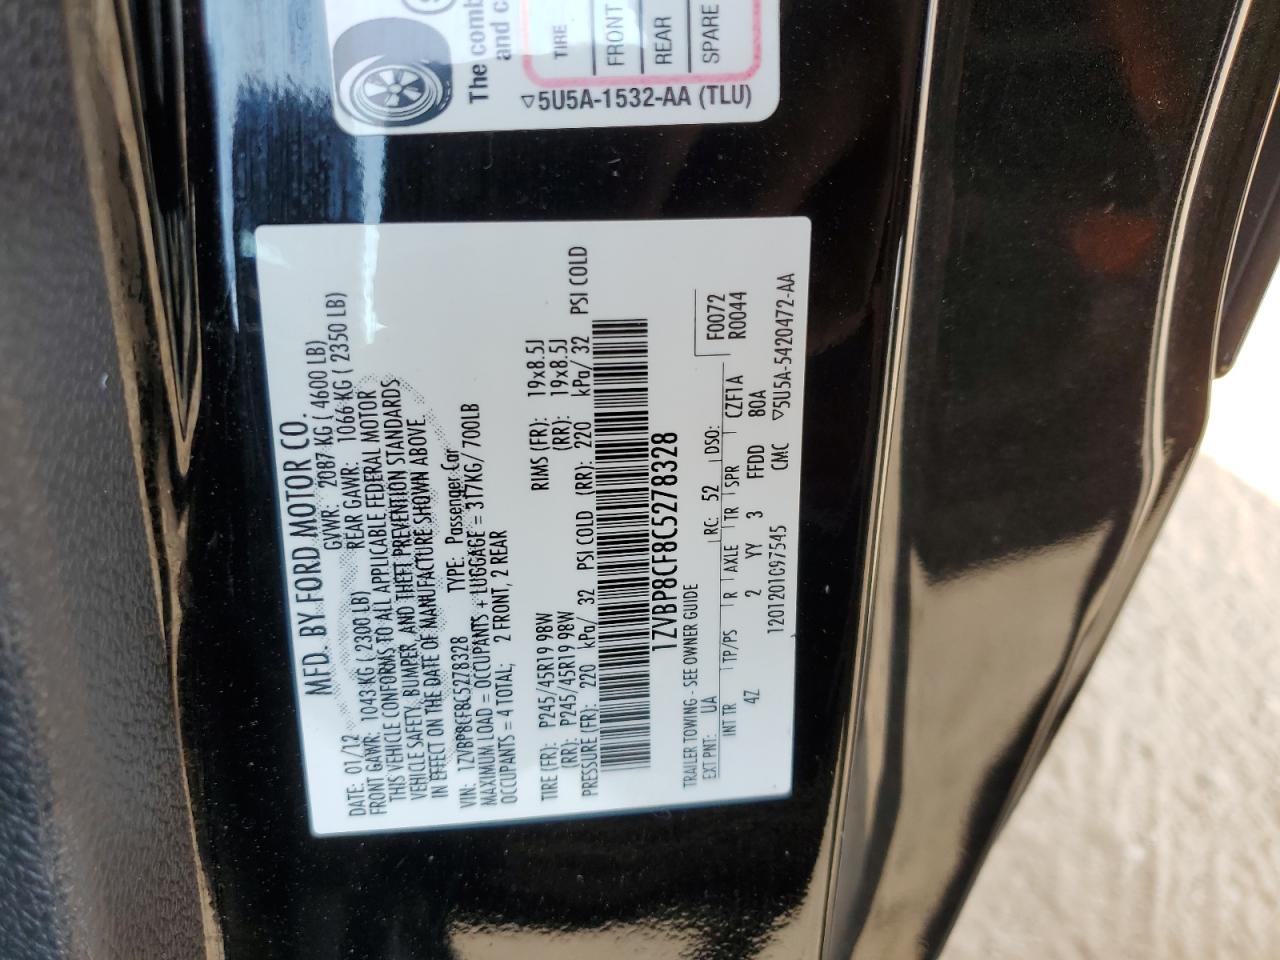 MFD. BY FORD MOTOR CO.
DATE: 01/12 GVWR: 2087 KG ( 4600 LB)
FRONT GAWR: 1043 KG ( 2300 LB) REAR GAWR: 1066 KG ( 2350 LB)
THIS VEHICLE CONFORMS TO ALL APPLICABLE FEDERAL MOTOR
VEHICLE SAFETY, BUMPER, AND THEFT PREVENTION STANDARDS
IN EFFECT ON THE DATE OF MANUFACTURE SHOWN ABOVE.
VIN: 1ZVBP8CF8C5278328 TYPE: Passenger Car
MAXIMUM LOAD = OCCUPANTS + LUGGAGE = 317KG/700LB
OCCUPANTS = 4 TOTAL; 2 FRONT, 2 REAR
TIRE (FR): P245/45R19 98W RIMS (FR): 19x8.5J
(RR): P245/45R19 98W (RR): 19x8.5J
PRESSURE (FR): 220 kPa/ 32 PSI COLD (RR): 220 kPa/ 32 PSI COLD
1ZVBP8CF8C5278328
TRAILER TOWING - SEE OWNER GUIDE
EXT PNT: UA RC: 52 DSO: F0072
R0044
INT TR TP/PS R AXLE TR SPR CZF1A
4Z 2 YY 3 FFDD 80A
1201201097545 CMC ▽5U5A-5420472-AA
The comb
and c
TIRE
FRONT
REAR
SPARE
▽5U5A-1532-AA (TLU)